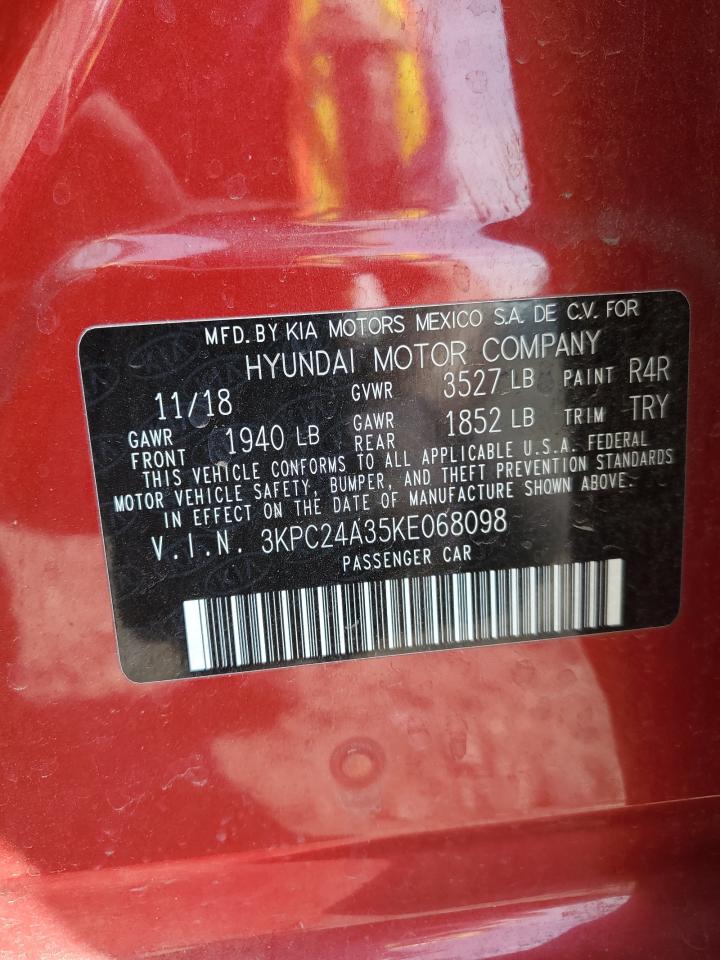 MFD. BY KIA MOTORS MEXICO S.A. DE C.V. FOR
HYUNDAI MOTOR COMPANY
11/18 GVWR 3527 LB PAINT R4R
GAWR FRONT 1940 LB GAWR REAR 1852 LB TRIM TRY
THIS VEHICLE CONFORMS TO ALL APPLICABLE U.S.A. FEDERAL
MOTOR VEHICLE SAFETY, BUMPER, AND THEFT PREVENTION STANDARDS
IN EFFECT ON THE DATE OF MANUFACTURE SHOWN ABOVE.
V.I.N. 3KPC24A35KE068098
PASSENGER CAR